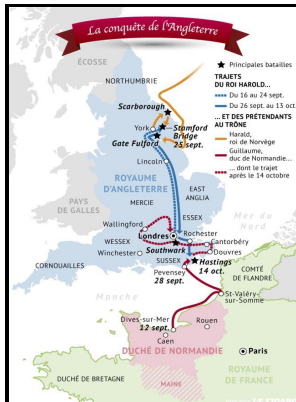 La conquête de l'Angleterre
ÉCOSSE
NORTHUMBRIE
Scarborough
York
Stamford
Bridge
25 sept.
Gate Fulford
Lincoln
ROYAUME
D'ANGLETERRE
MERCIE
EAST
ANGLIA
PAYS
DE GALLES
ESSEX
Wallingford
Londres
Rochester
WESSEX
Southwark
Cantorbéry
Winchester
Douvres
SUSSEX
Hastings
14 oct.
CORNOUAILLES
Pevensey
28 sept.
Mer du
Nord
COMTÉ
DE FLANDRE
Manche
St-Valéry-
sur-Somme
Dives-sur-Mer
12 sept.
Rouen
Caen
DUCHÉ DE NORMANDIE
Paris
ROYAUME
DE FRANCE
DUCHÉ DE BRETAGNE
MAINE
Principales batailles
TRAJETS
DU ROI HAROLD...
Du 16 au 24 sept.
Du 26 sept. au 13 oct.
... ET DES PRÉTENDANTS
AU TRÔNE
Harald,
roi de Norvège
Guillaume,
duc de Normandie...
... dont le trajet
après le 14 octobre